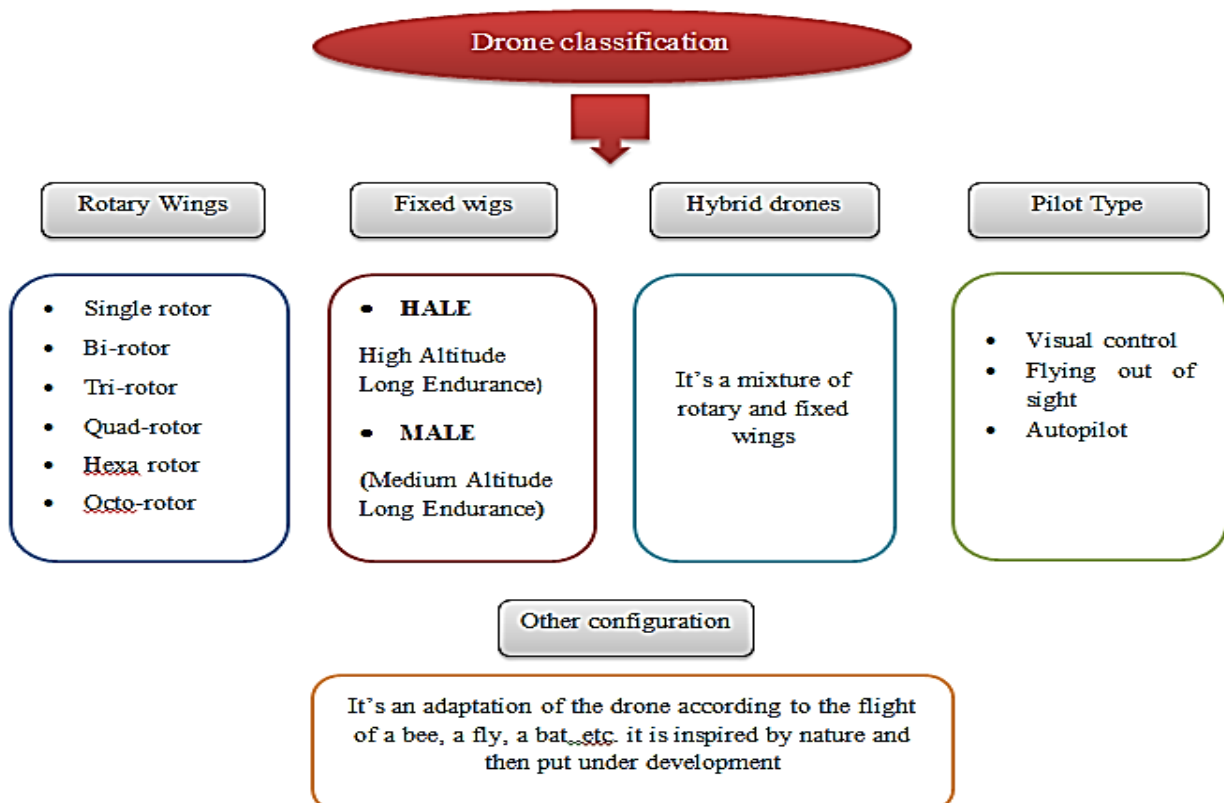 Drone classification
Rotary Wings
Fixed wigs
Hybrid drones
Pilot Type
• Single rotor
• Bi-rotor
• Tri-rotor
• Quad-rotor
• Hexa rotor
• Octo-rotor
• HALE
High Altitude
Long Endurance)
• MALE
(Medium Altitude
Long Endurance)
It’s a mixture of
rotary and fixed
wings
• Visual control
• Flying out of
sight
• Autopilot
Other configuration
It’s an adaptation of the drone according to the flight
of a bee, a fly, a bat, etc. it is inspired by nature and
then put under development